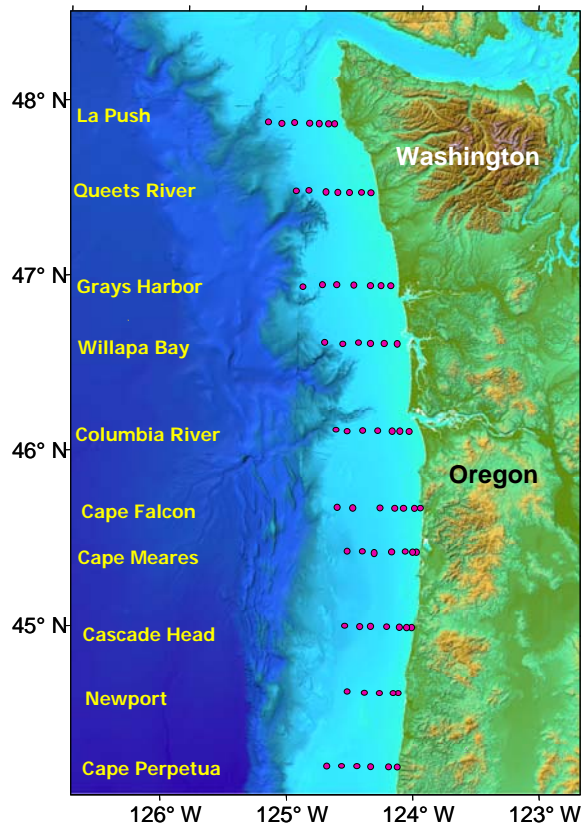 48° N
La Push
Washington
Queets River
47° N
Grays Harbor
Willapa Bay
Columbia River
46° N
Oregon
Cape Falcon
Cape Meares
45° N
Cascade Head
Newport
Cape Perpetua
126° W
125° W
124° W
123° W